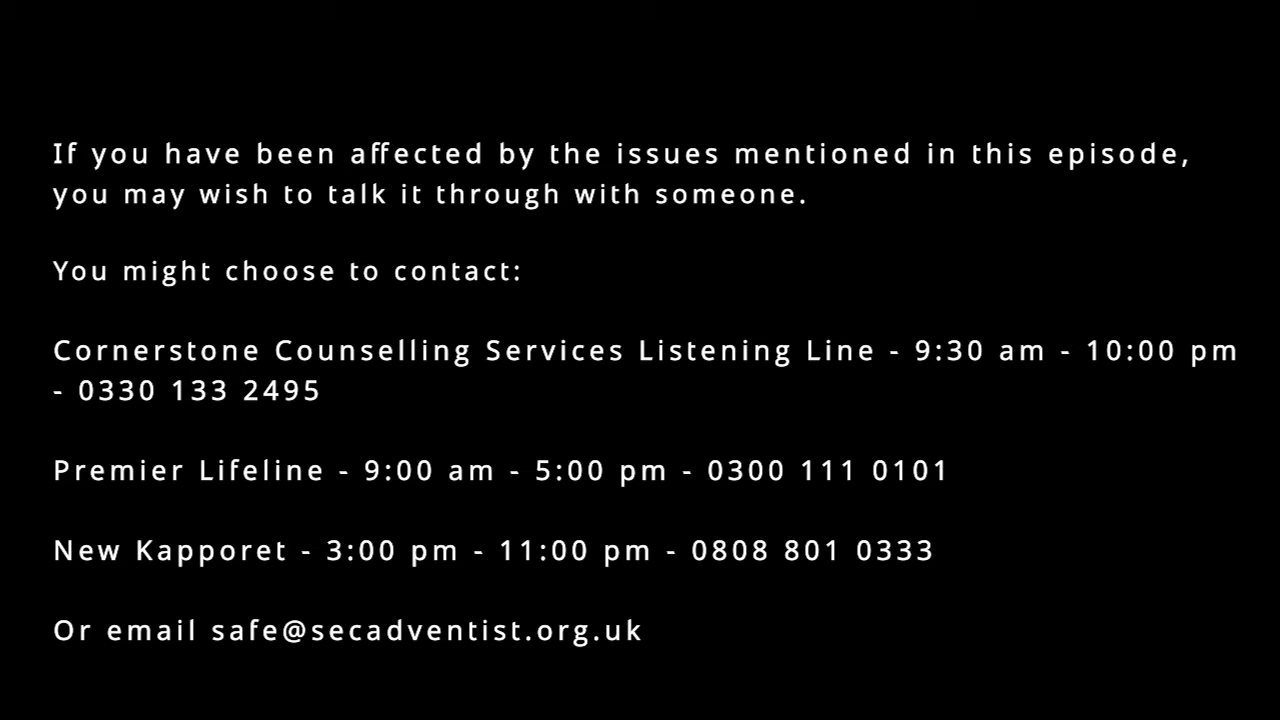 If you have been affected by the issues mentioned in this episode,
you may wish to talk it through with someone.
You might choose to contact:
Cornerstone Counselling Services Listening Line - 9:30 am - 10:00 pm
- 0330 133 2495
Premier Lifeline - 9:00 am - 5:00 pm - 0300 111 0101
New Kapporet - 3:00 pm - 11:00 pm - 0808 801 0333
Or email safe@secadventist.org.uk